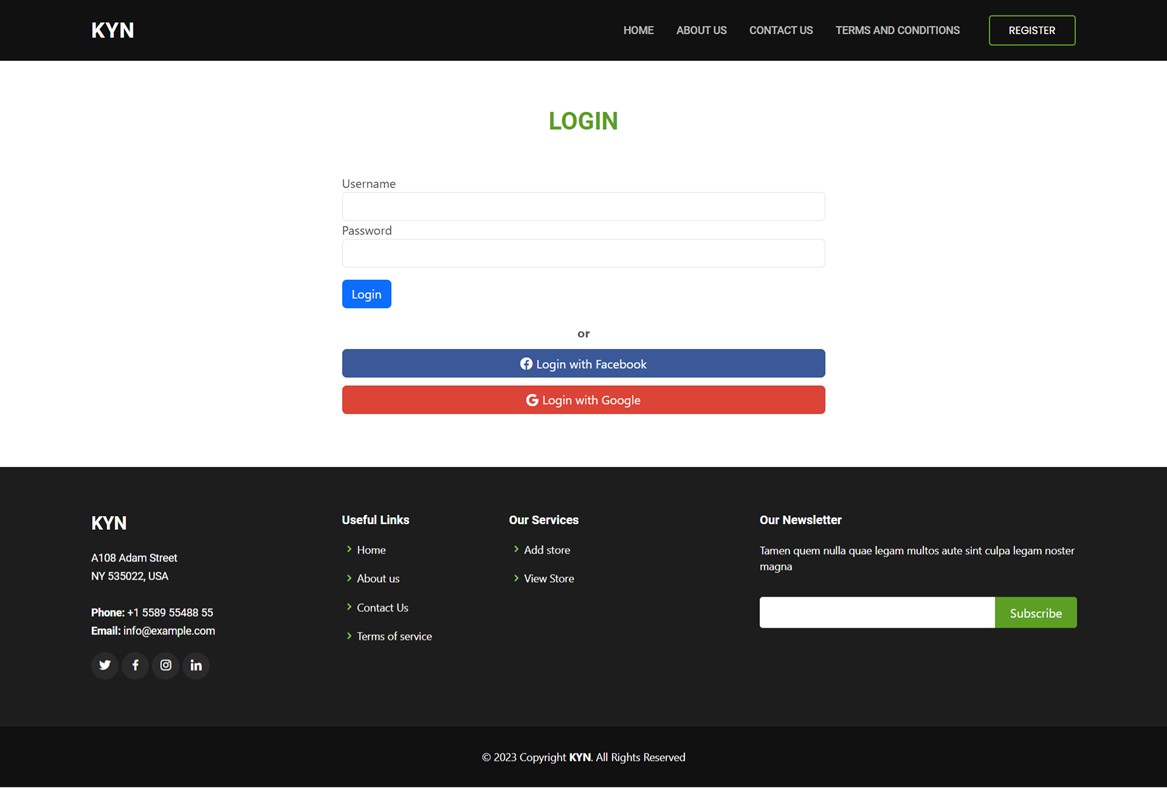 KYN
HOME ABOUT US CONTACT US TERMS AND CONDITIONS REGISTER
LOGIN
Username
Password
Login
or
Login with Facebook
Login with Google
KYN
A108 Adam Street
NY 535022, USA
Phone: +1 5589 55488 55
Email: info@example.com
Useful Links
Home
About us
Contact Us
Terms of service
Our Services
Add store
View Store
Our Newsletter
Tamen quem nulla quae legam multos aute sint culpa legam noster
magna
Subscribe
© 2023 Copyright KYN. All Rights Reserved